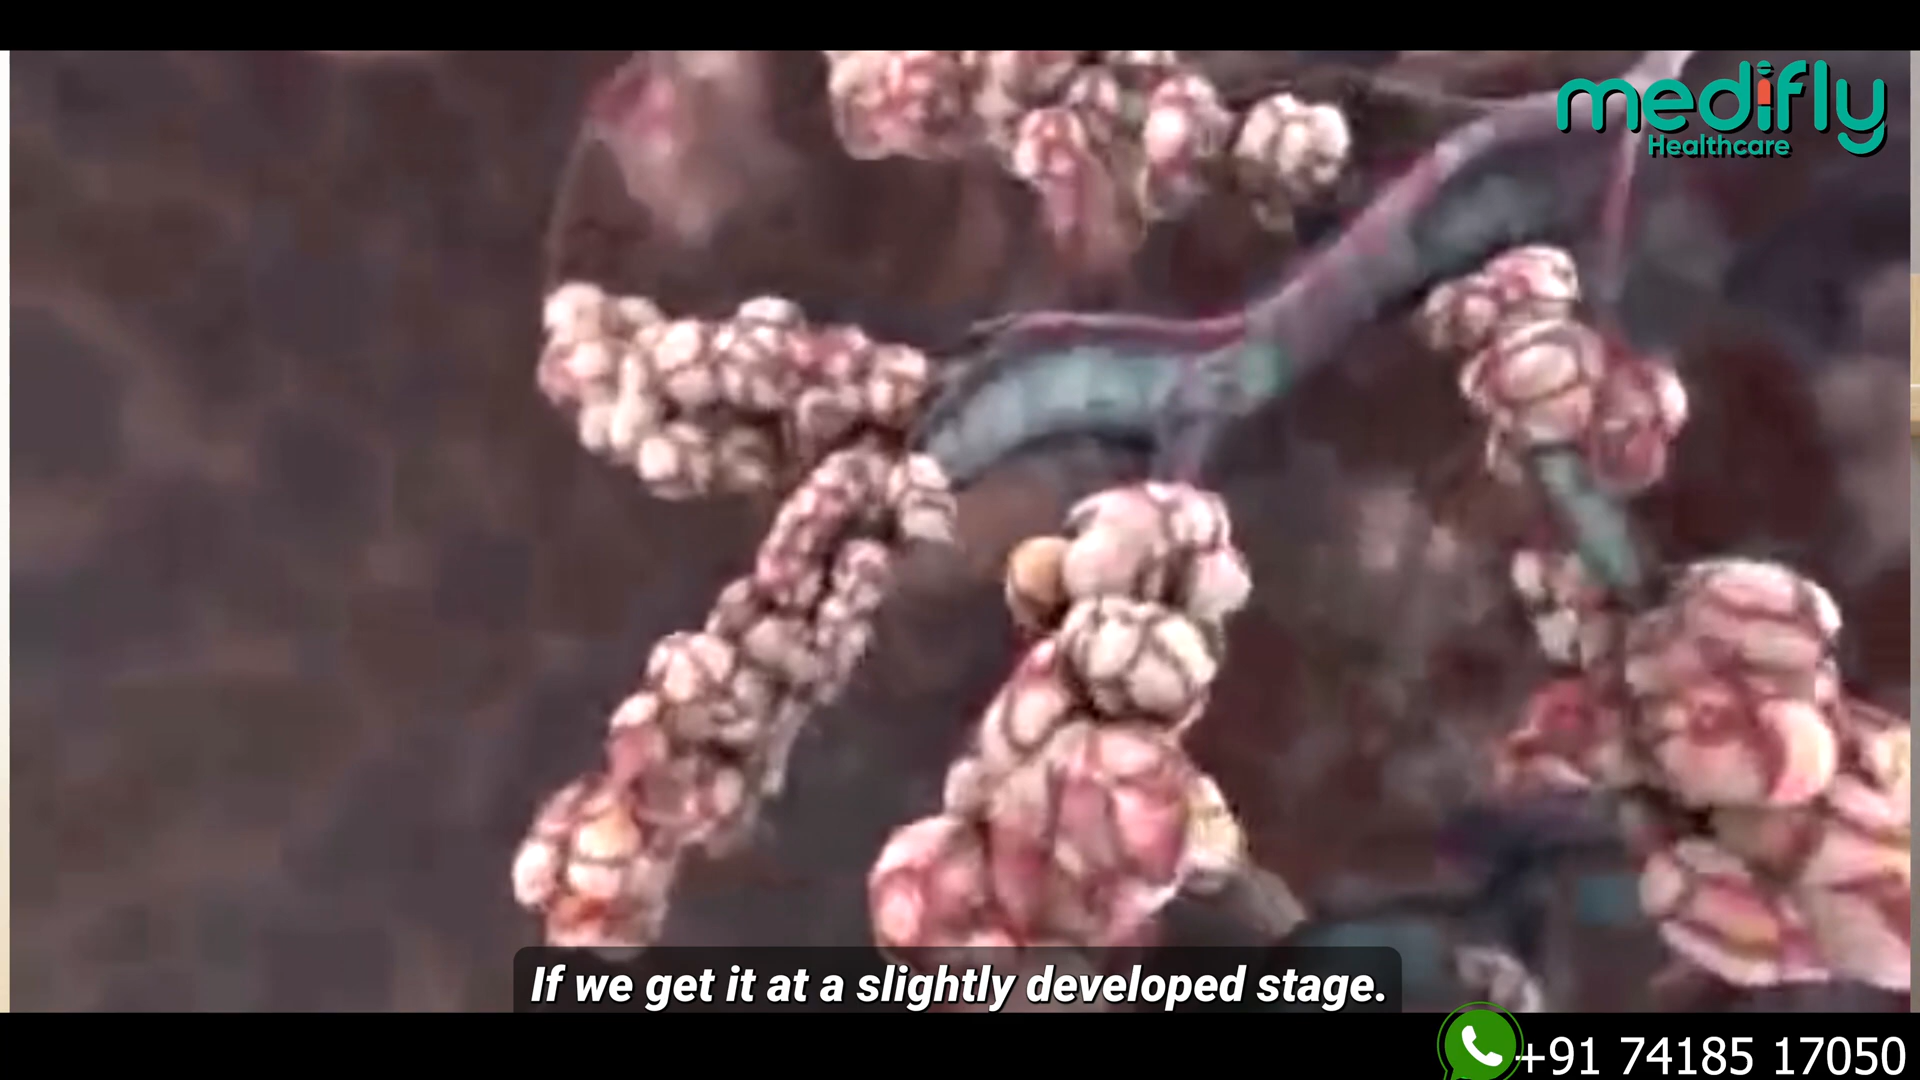 medifly
Healthcare
If we get it at a slightly developed stage.
+91 74185 17050